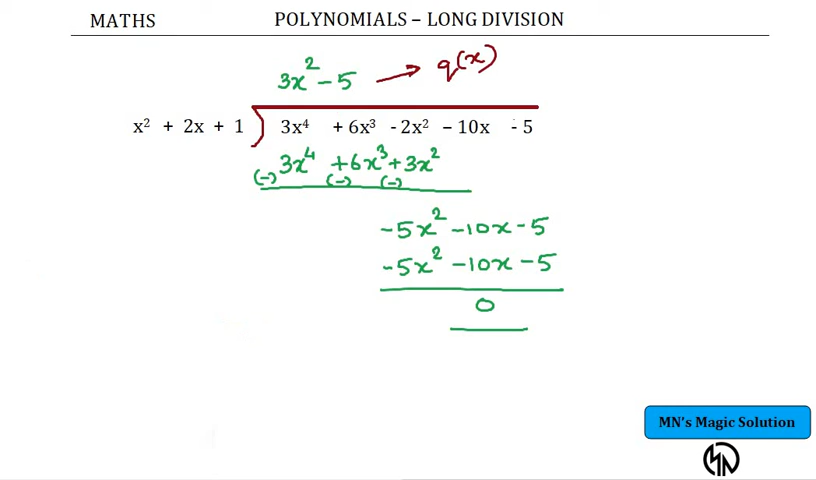 MATHS POLYNOMIALS – LONG DIVISION
3x² – 5 → q(x)
x² + 2x + 1 ) 3x⁴ + 6x³ - 2x² – 10x - 5
(-) 3x⁴ (-) +6x³ (-) +3x²
-5x² -10x - 5
-5x² -10x - 5
0
MN's Magic Solution
MN